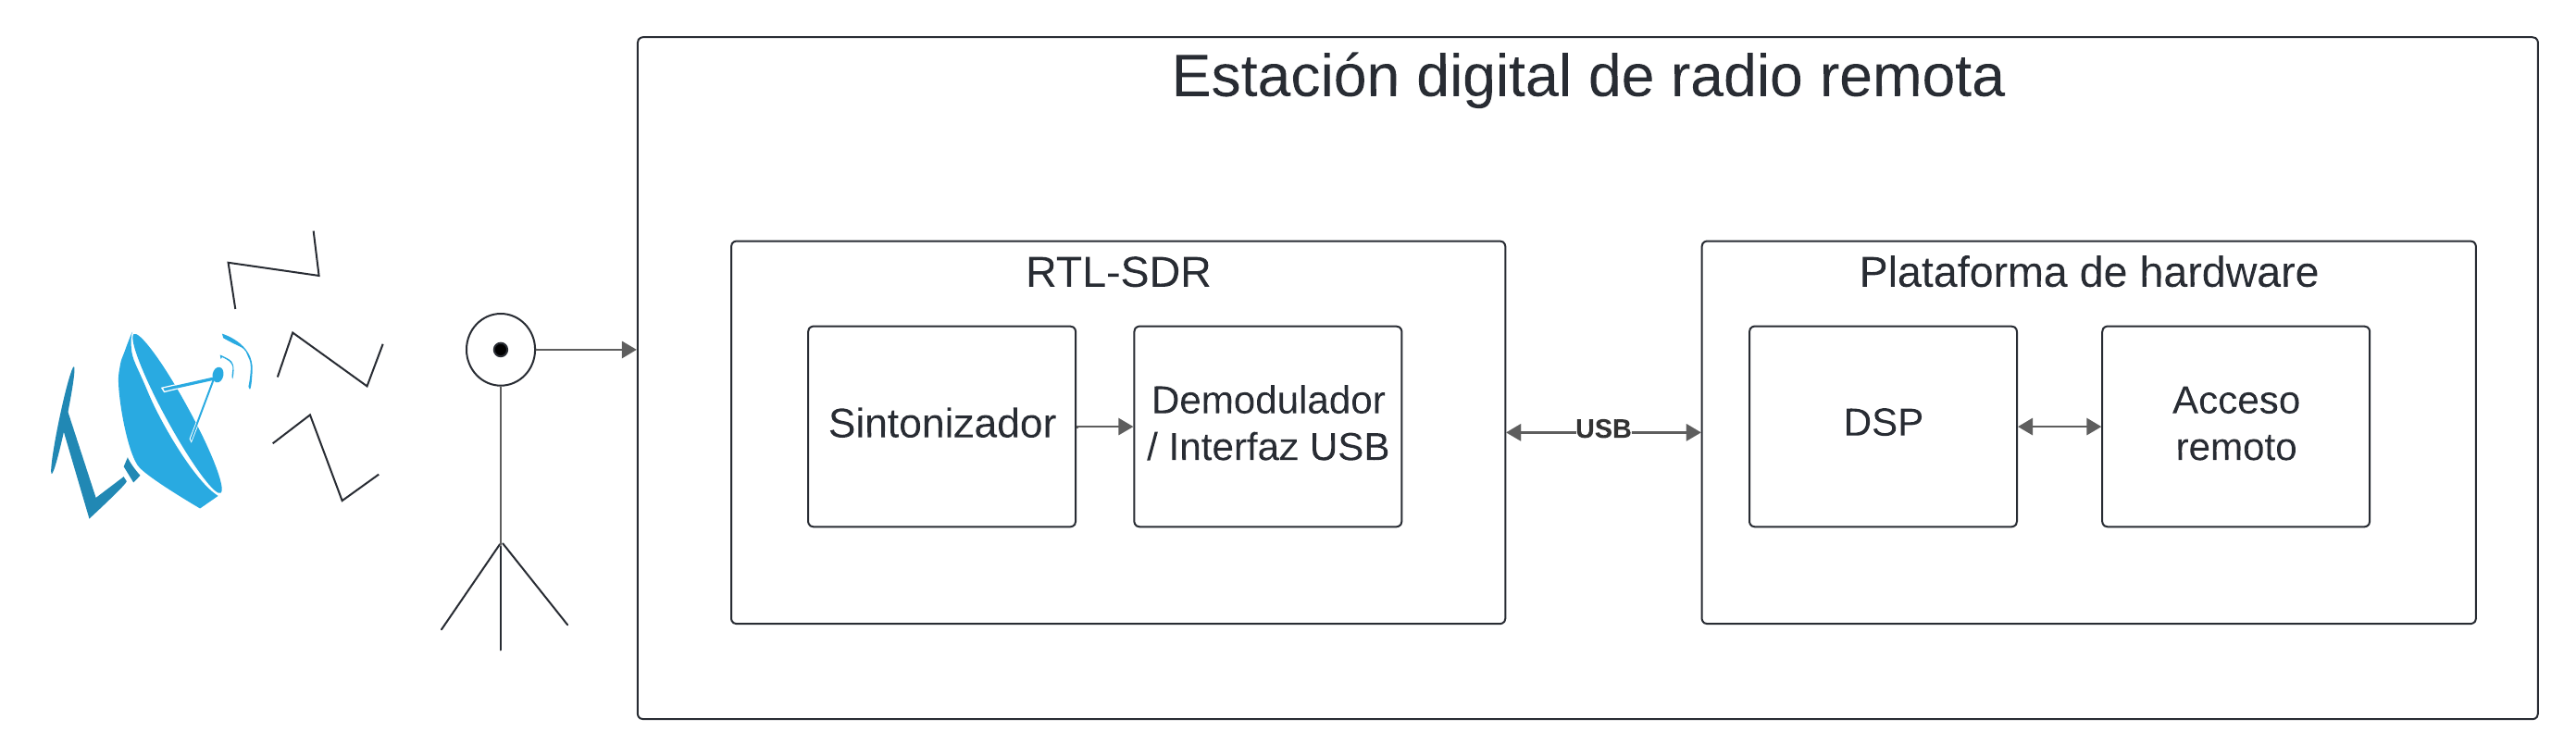 Estación digital de radio remota
RTL-SDR
Sintonizador
Demodulador
/ Interfaz USB
USB
Plataforma de hardware
DSP
Acceso
remoto